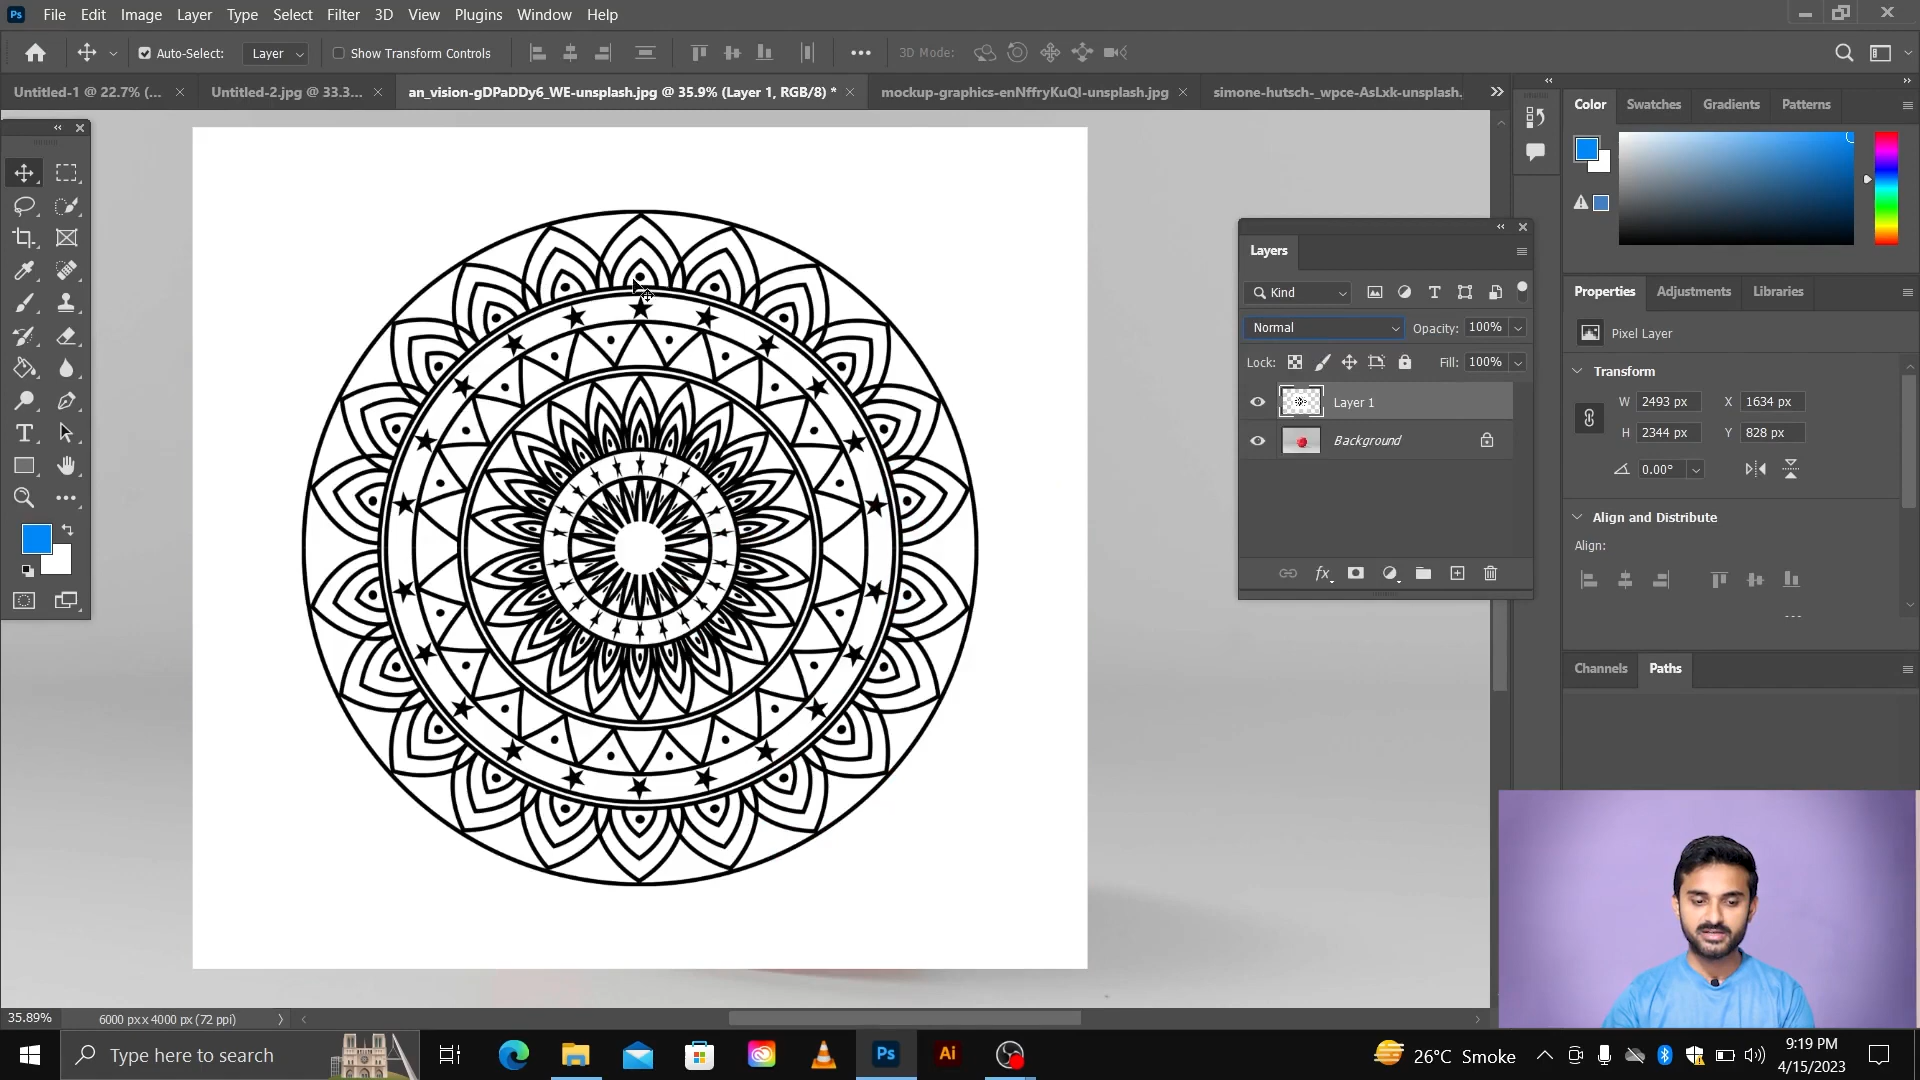 Ps File Edit Image Layer Type Select Filter 3D View Plugins Window Help
Auto-Select: Layer Show Transform Controls 3D Mode:
Untitled-1 @ 22.7% (... Untitled-2.jpg @ 33.3... an_vision-gDPaDDy6_WE-unsplash.jpg @ 35.9% (Layer 1, RGB/8) * mockup-graphics-enNffryKuQI-unsplash.jpg simone-hutsch-_wpce-AsLxk-unsplash.
Color Swatches Gradients Patterns
Layers
Kind
Normal Opacity: 100%
Lock: Fill: 100%
Layer 1
Background
fx
Properties Adjustments Libraries
Pixel Layer
Transform
W 2493 px X 1634 px
H 2344 px Y 828 px
0.00°
Align and Distribute
Align:
Channels Paths
35.89% 6000 px x 4000 px (72 ppi)
Type here to search Ps Ai 26°C Smoke 9:19 PM
4/15/2023